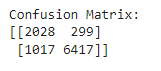 Confusion Matrix:
[[2028  299]
 [1017 6417]]